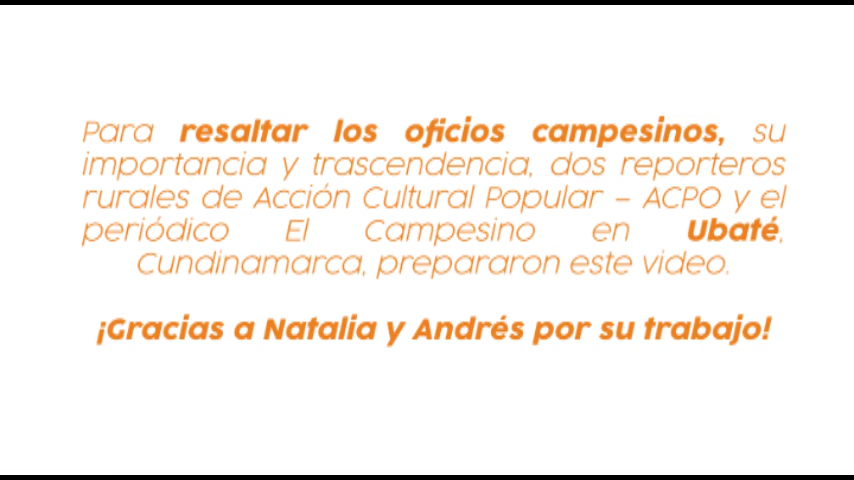 Para resaltar los oficios campesinos, su
importancia y trascendencia, dos reporteros
rurales de Acción Cultural Popular – ACPO y el
periódico El Campesino en Ubaté,
Cundinamarca, prepararon este video.
¡Gracias a Natalia y Andrés por su trabajo!